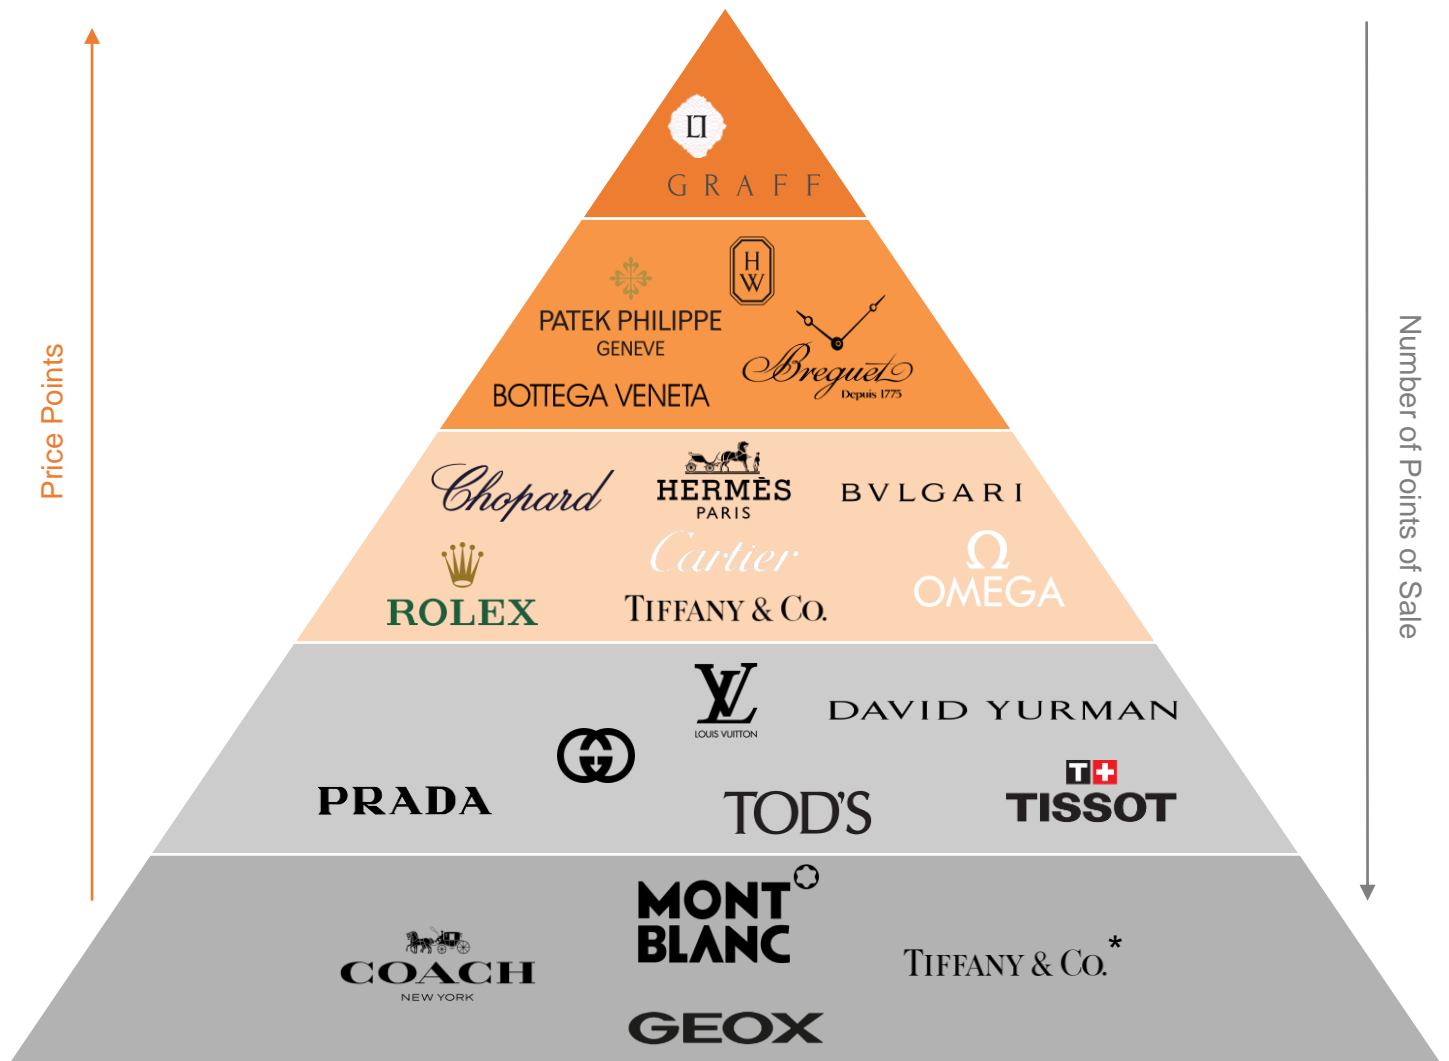 GRAFF
H
W
PATEK PHILIPPE
GENEVE
Breguet
Depuis 1775
BOTTEGA VENETA
Chopard
HERMÈS
PARIS
BVLGARI
Cartier
ROLEX
Ω
OMEGA
TIFFANY & CO.
LV
LOUIS VUITTON
DAVID YURMAN
GG
PRADA
TOD'S
T+
TISSOT
MONT
BLANC
COACH
NEW YORK
TIFFANY & CO.*
GEOX
Price Points
Number of Points of Sale